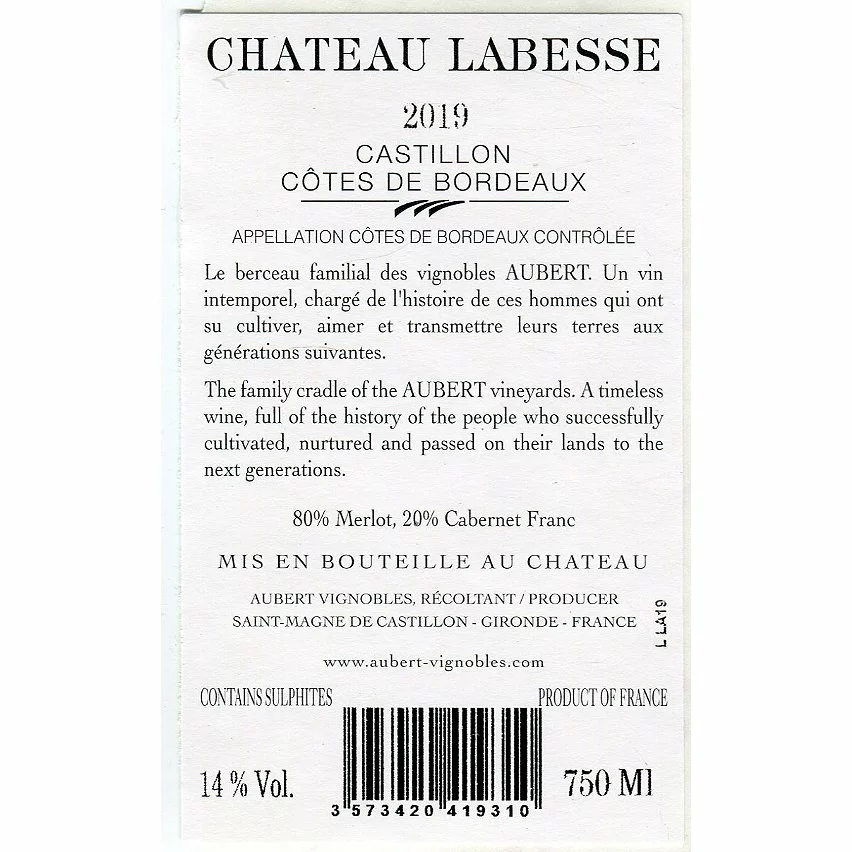 CHATEAU LABESSE
2019
CASTILLON
CÔTES DE BORDEAUX
APPELLATION CÔTES DE BORDEAUX CONTRÔLÉE
Le berceau familial des vignobles AUBERT. Un vin
intemporel, chargé de l'histoire de ces hommes qui ont
su cultiver, aimer et transmettre leurs terres aux
générations suivantes.
The family cradle of the AUBERT vineyards. A timeless
wine, full of the history of the people who successfully
cultivated, nurtured and passed on their lands to the
next generations.
80% Merlot, 20% Cabernet Franc
MIS EN BOUTEILLE AU CHATEAU
AUBERT VIGNOBLES, RÉCOLTANT / PRODUCER
SAINT-MAGNE DE CASTILLON - GIRONDE - FRANCE
L LA19
www.aubert-vignobles.com
CONTAINS SULPHITES
PRODUCT OF FRANCE
14 % Vol.
750 Ml
3 573420 419310